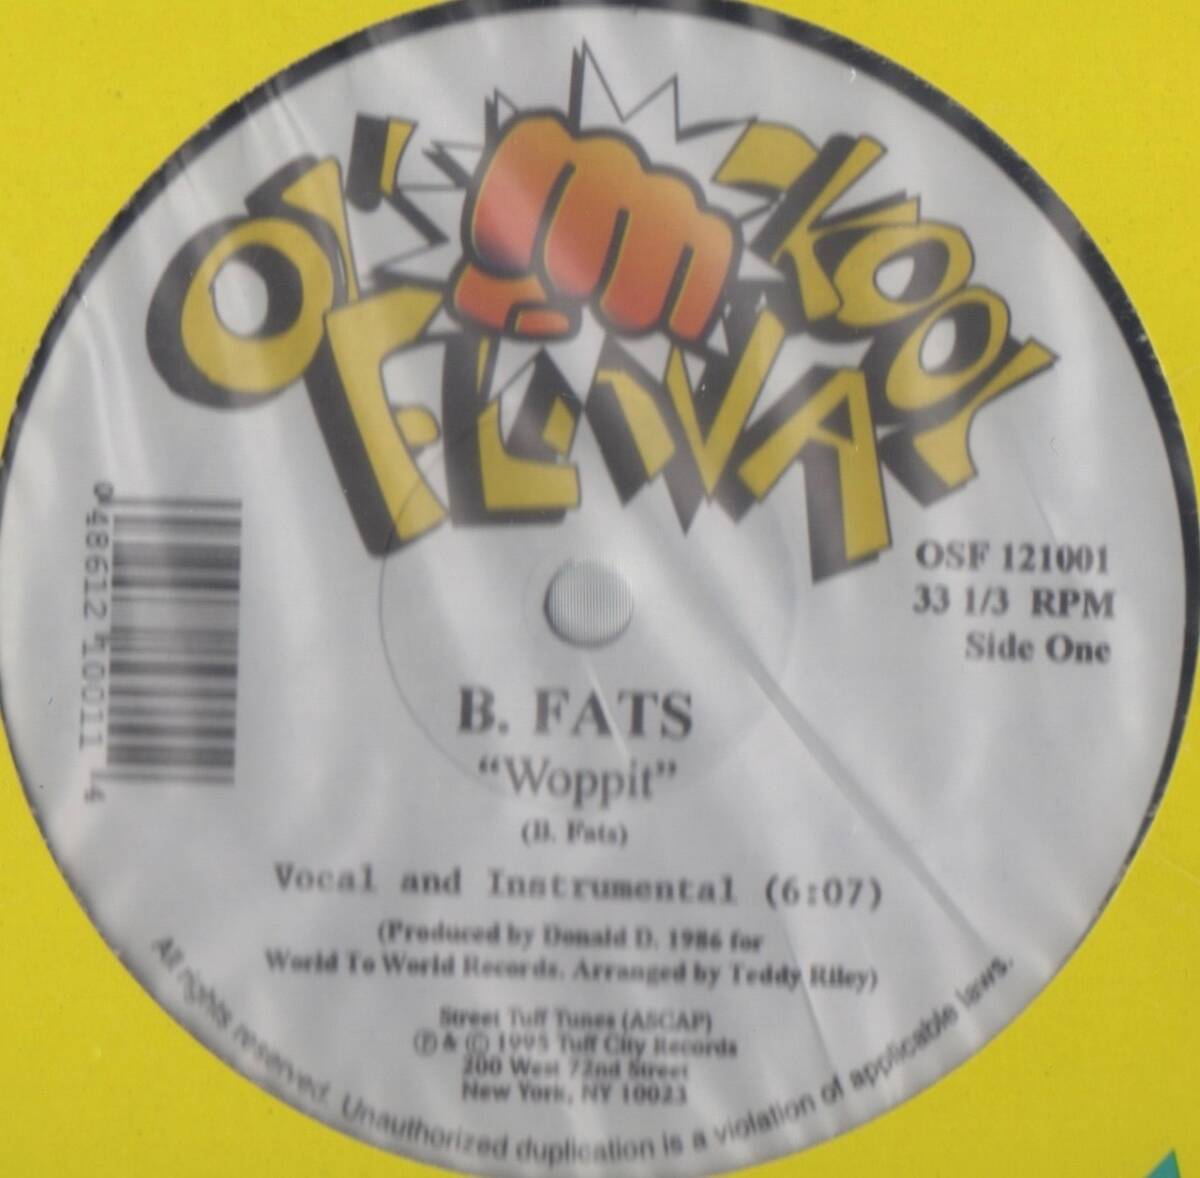 OL' SKOOL
FLAVA
0 48612 10011 4
OSF 121001
33 1/3 RPM
Side One
B. FATS
“Woppit”
(B. Fats)
Vocal and Instrumental (6:07)
(Produced by Donald D. 1986 for
World To World Records. Arranged by Teddy Riley)
Street Tuff Tunes (ASCAP)
Ⓟ & © 1995 Tuff City Records
200 West 72nd Street
New York, NY 10023
All rights reserved. Unauthorized duplication is a violation of applicable laws.